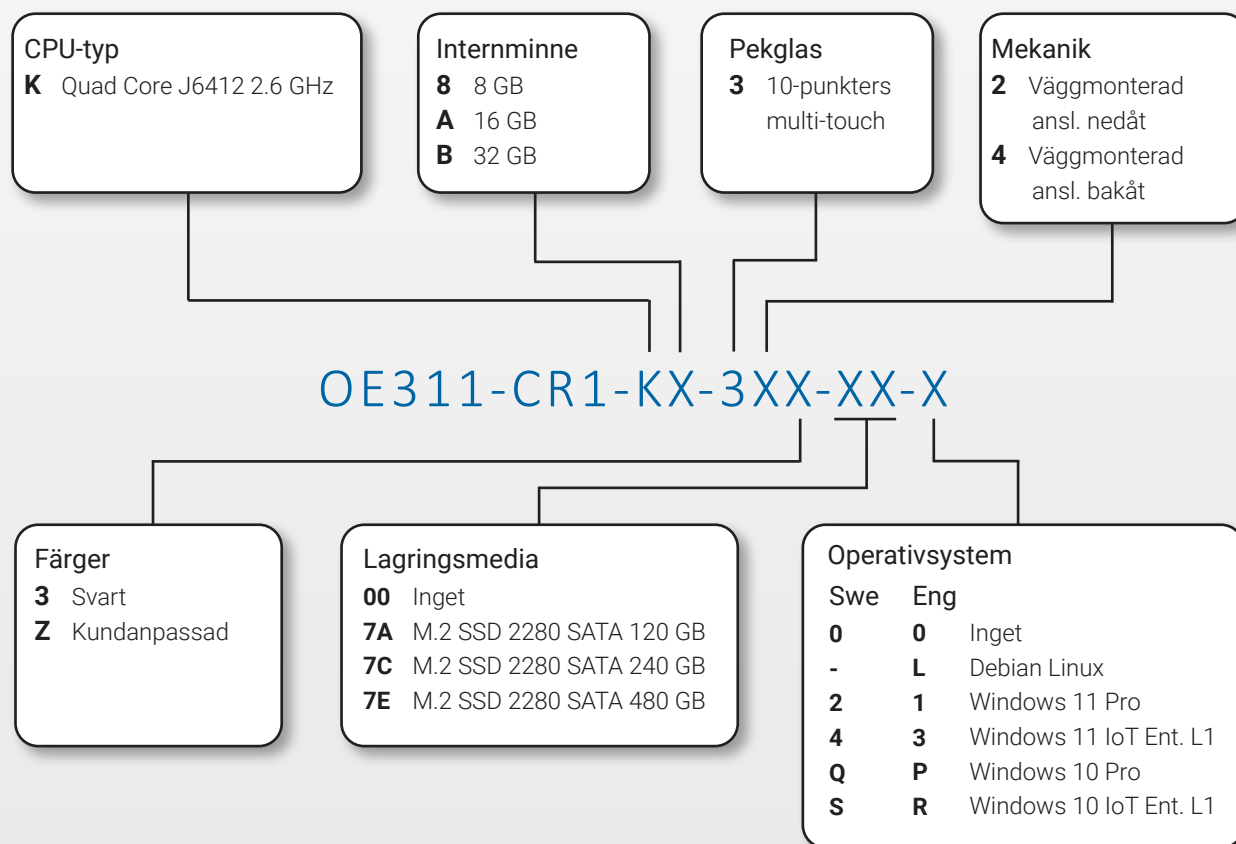 CPU-typ
K Quad Core J6412 2.6 GHz
Internminne
8 8 GB
A 16 GB
B 32 GB
Pekglas
3 10-punkters
multi-touch
Mekanik
2 Väggmonterad
ansl. nedåt
4 Väggmonterad
ansl. bakåt
OE311-CR1-KX-3XX-XX-X
Färger
3 Svart
Z Kundanpassad
Lagringsmedia
00 Inget
7A M.2 SSD 2280 SATA 120 GB
7C M.2 SSD 2280 SATA 240 GB
7E M.2 SSD 2280 SATA 480 GB
Operativsystem
Swe Eng
0 0 Inget
- L Debian Linux
2 1 Windows 11 Pro
4 3 Windows 11 IoT Ent. L1
Q P Windows 10 Pro
S R Windows 10 IoT Ent. L1